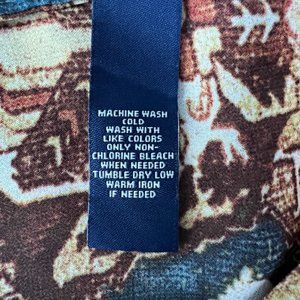 MACHINE WASH
COLD
WASH WITH
LIKE COLORS
ONLY NON-
CHLORINE BLEACH
WHEN NEEDED
TUMBLE DRY LOW
WARM IRON
IF NEEDED